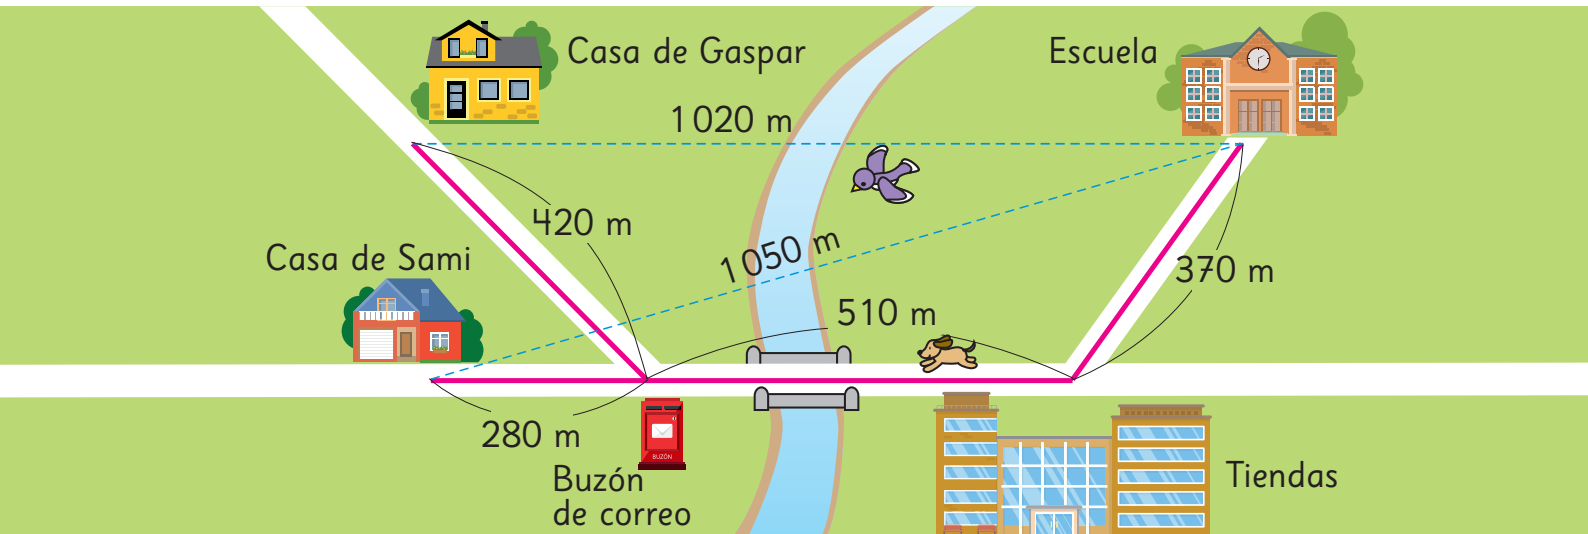 Casa de Gaspar
Escuela
1 020 m
420 m
1 050 m
Casa de Sami
370 m
510 m
280 m
BUZÓN
Buzón
de correo
Tiendas